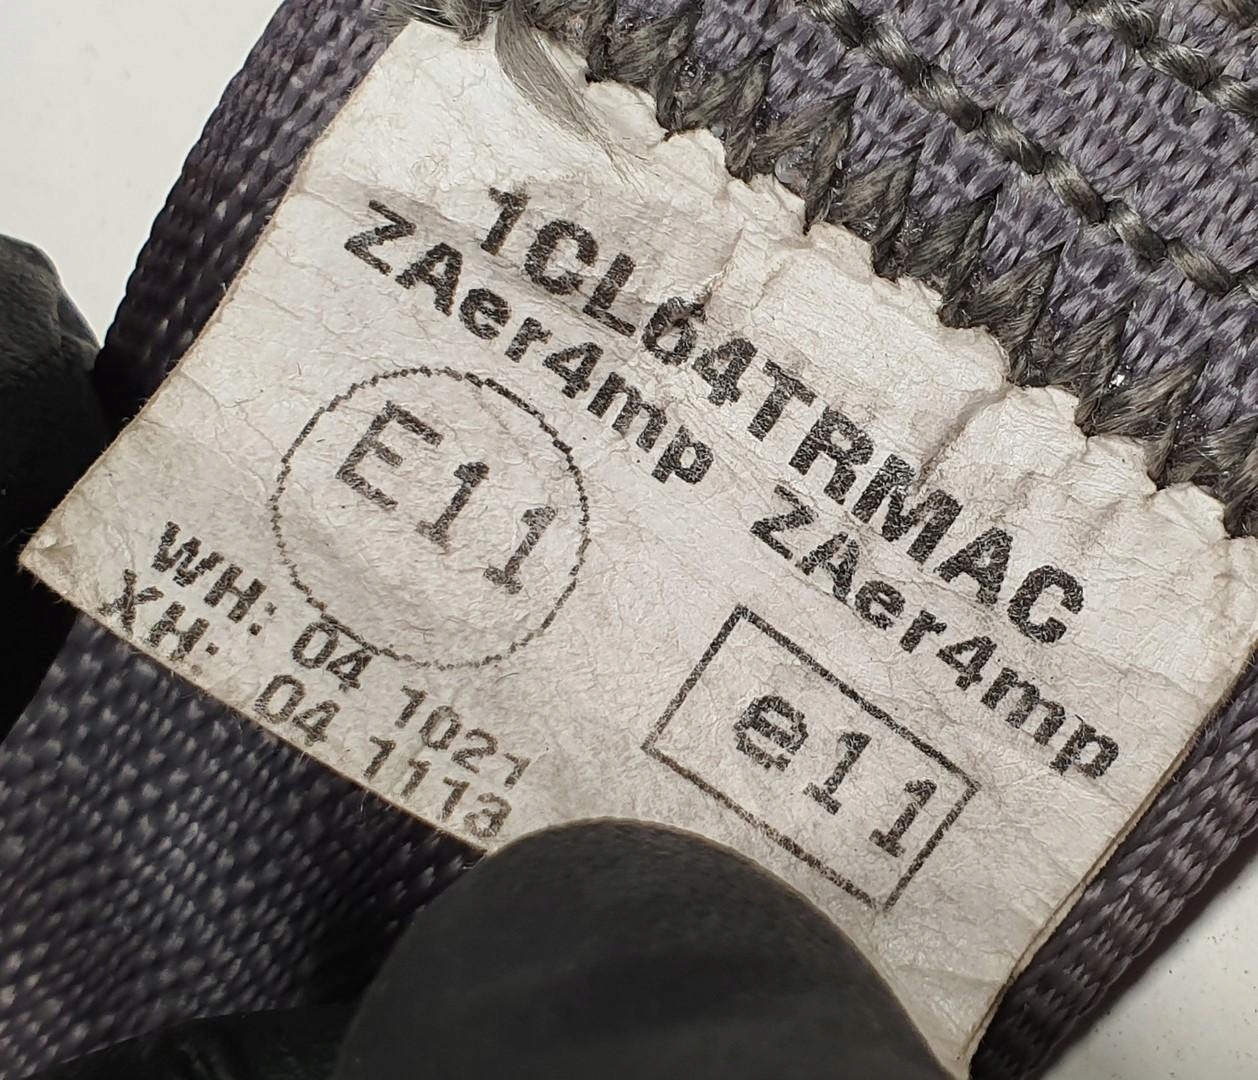 1CL64TRMAC
ZAer4mp ZAer4mp
E11
e11
WH: 04 1021
XH: 04 1113